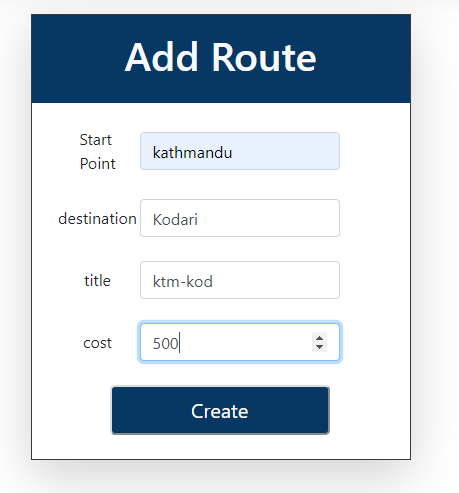 Add Route
Start
Point
kathmandu
destination
Kodari
title
ktm-kod
cost
500
Create